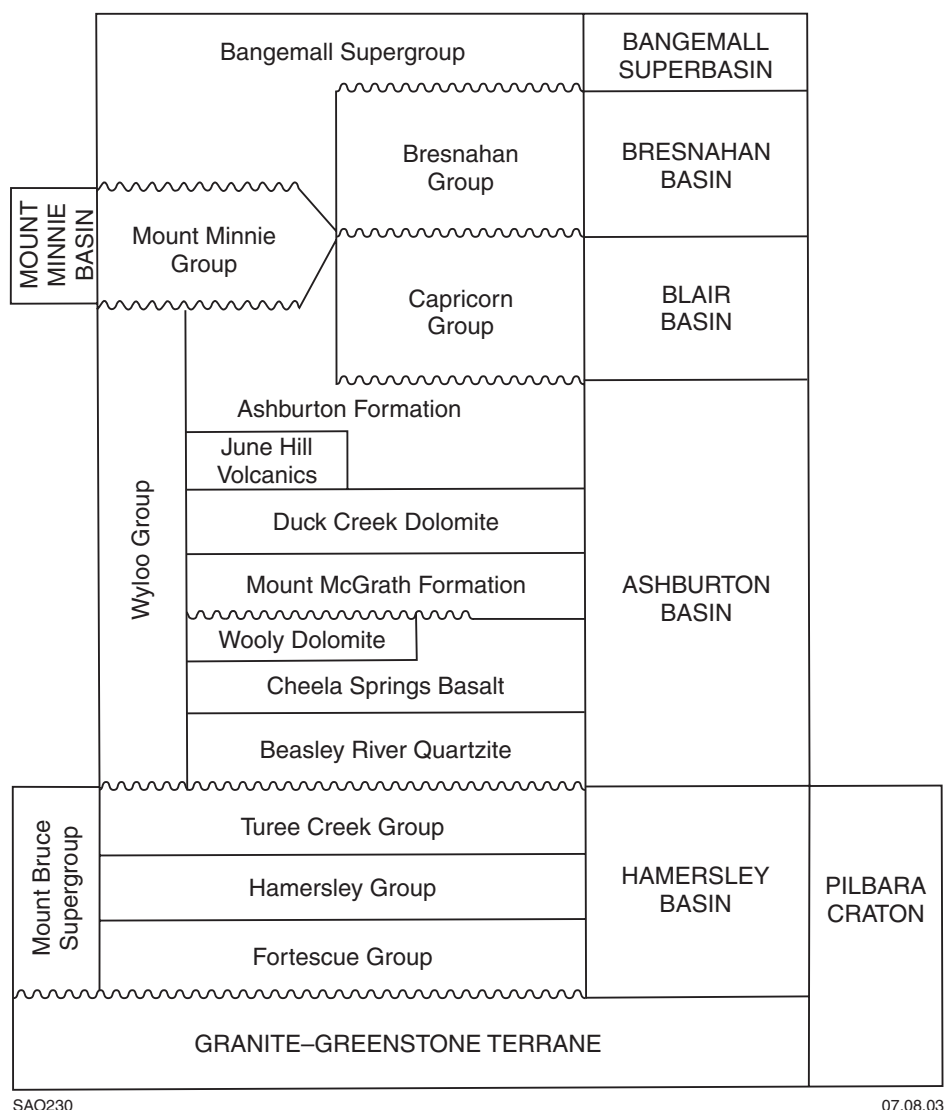 Bangemall Supergroup
BANGEMALL
SUPERBASIN
Bresnahan
Group
BRESNAHAN
BASIN
MOUNT
MINNIE
BASIN
Mount Minnie
Group
Capricorn
Group
BLAIR
BASIN
Wyloo Group
Ashburton Formation
June Hill
Volcanics
Duck Creek Dolomite
Mount McGrath Formation
Wooly Dolomite
Cheela Springs Basalt
Beasley River Quartzite
ASHBURTON
BASIN
Mount Bruce
Supergroup
Turee Creek Group
Hamersley Group
Fortescue Group
HAMERSLEY
BASIN
PILBARA
CRATON
GRANITE–GREENSTONE TERRANE
SAO230
07.08.03